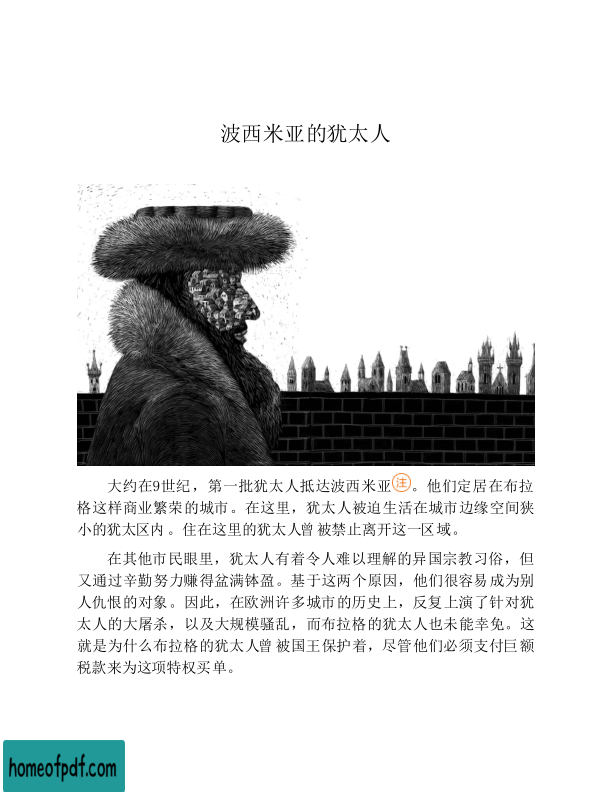 波西米亚的犹太人
大约在9世纪，第一批犹太人抵达波西米亚注。他们定居在布拉
格这样商业繁荣的城市。在这里，犹太人被迫生活在城市边缘空间狭
小的犹太区内。住在这里的犹太人曾被禁止离开这一区域。
在其他市民眼里，犹太人有着令人难以理解的异国宗教习俗，但
又通过辛勤努力赚得盆满钵盈。基于这两个原因，他们很容易成为别
人仇恨的对象。因此，在欧洲许多城市的历史上，反复上演了针对犹
太人的大屠杀，以及大规模骚乱，而布拉格的犹太人也未能幸免。这
就是为什么布拉格的犹太人曾被国王保护着，尽管他们必须支付巨额
税款来为这项特权买单。
homeofpdf.com